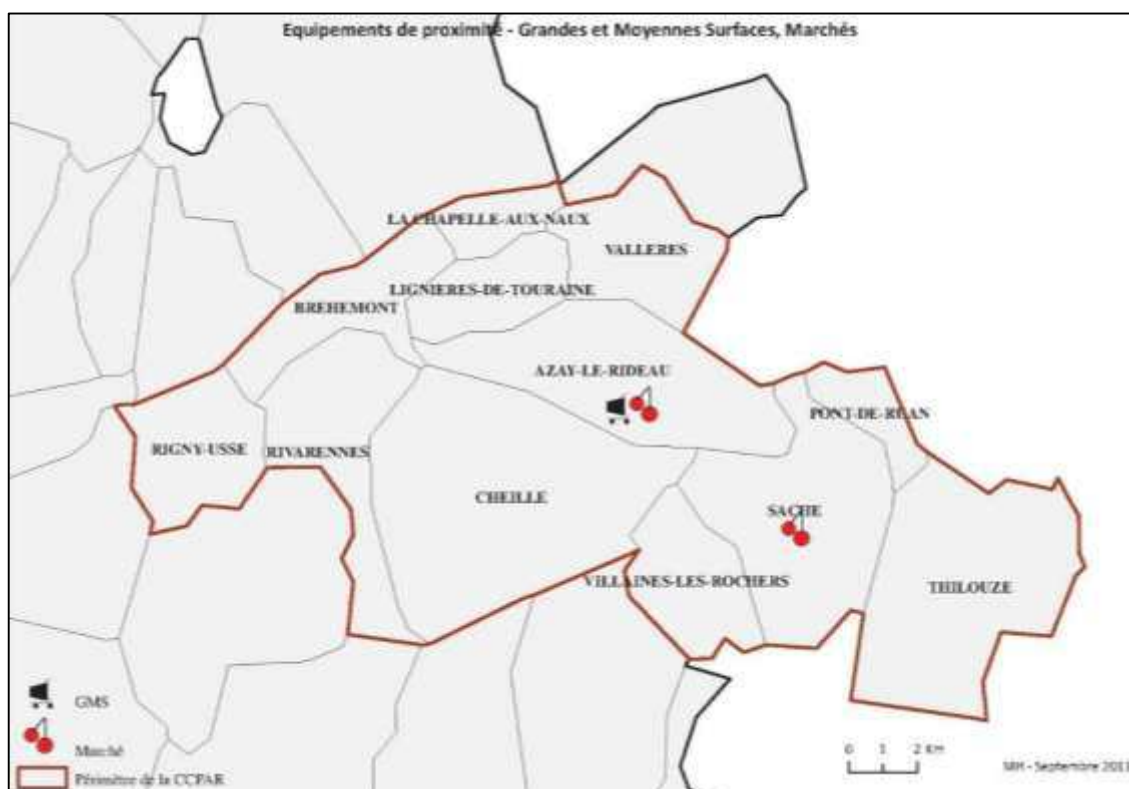 Equipements de proximité - Grandes et Moyennes Surfaces, Marchés
LA CHAPELLE-AUX-NAUX
VALLERES
LIGNIERES-DE-TOURAINE
BREHEMONT
AZAY-LE-RIDEAU
PONT-DE-RUAN
RIGNY-USSE
RIVARENNES
CHEILLE
SACHE
VILLAINES-LES-ROCHERS
THILOUZE
GMS
Marché
Périmètre de la CCPAR
0 1 2 Km
MH - Septembre